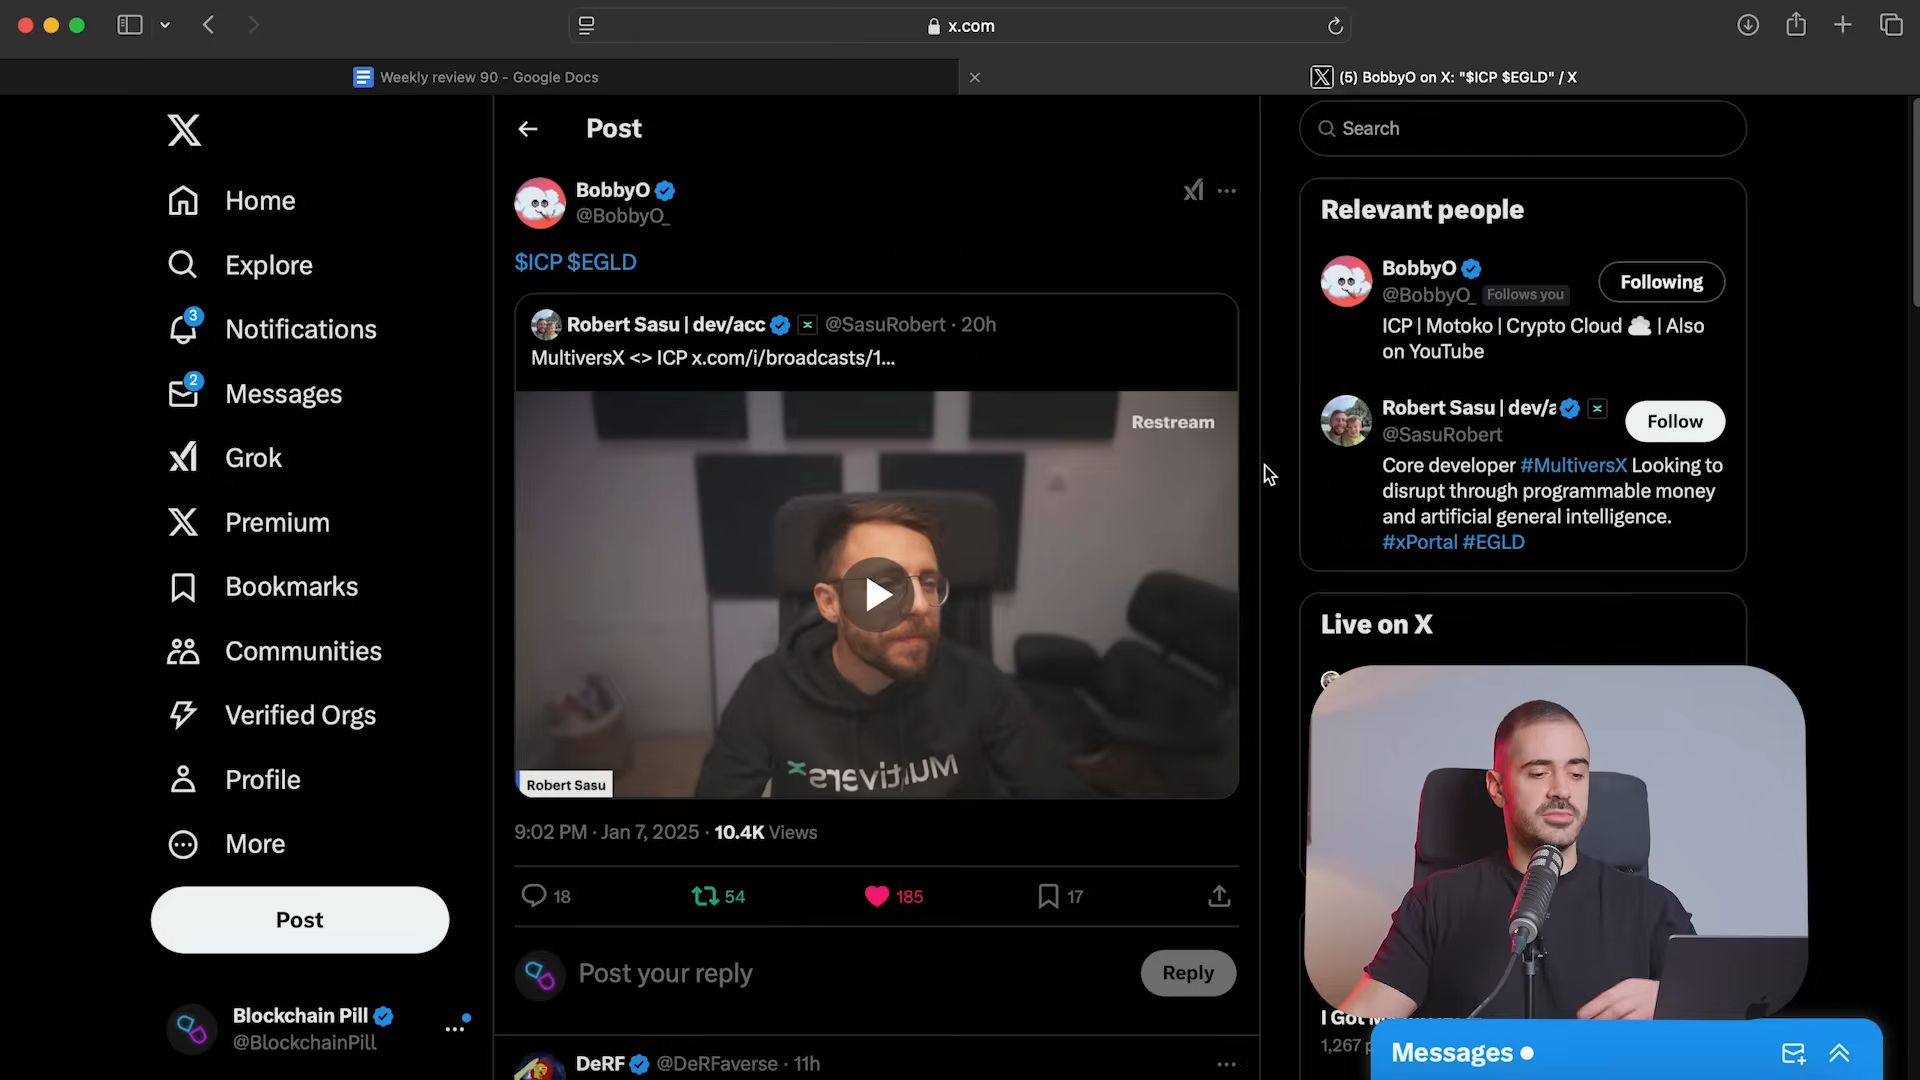 x.com
Weekly review 90 - Google Docs
(5) BobbyO on X: "$ICP $EGLD" / X
Home
Explore
3
Notifications
2
Messages
Grok
Premium
Bookmarks
Communities
Verified Orgs
Profile
More
Post
Blockchain Pill
@BlockchainPill
Post
BobbyO
@BobbyO_
$ICP $EGLD
Robert Sasu | dev/acc @SasuRobert · 20h
MultiversX <> ICP x.com/i/broadcasts/1...
Restream
Multivers
Robert Sasu
9:02 PM · Jan 7, 2025 · 10.4K Views
18
54
185
17
Post your reply
Reply
DeRF @DeRFaverse · 11h
Search
Relevant people
BobbyO
@BobbyO_ Follows you
Following
ICP | Motoko | Crypto Cloud ☁️ | Also
on YouTube
Robert Sasu | dev/a
@SasuRobert
Follow
Core developer #MultiversX Looking to
disrupt through programmable money
and artificial general intelligence.
#xPortal #EGLD
Live on X
I Got
1,267
Messages